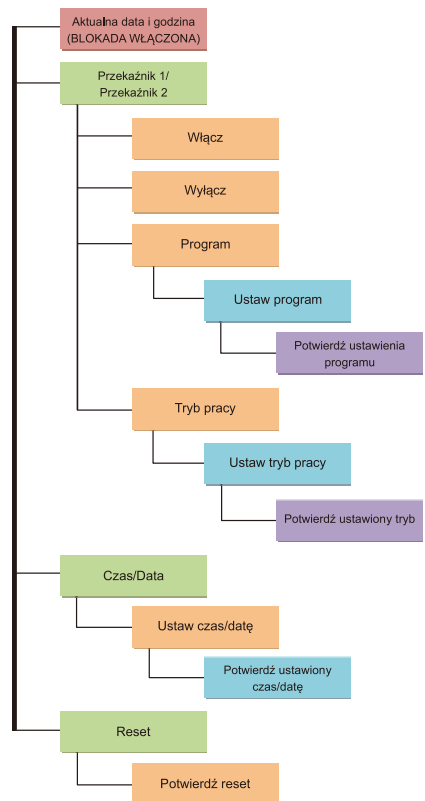 Aktualna data i godzina
(BLOKADA WŁĄCZONA)
Przekaźnik 1/
Przekaźnik 2
Włącz
Wyłącz
Program
Ustaw program
Potwierdź ustawienia
programu
Tryb pracy
Ustaw tryb pracy
Potwierdź ustawiony tryb
Czas/Data
Ustaw czas/datę
Potwierdź ustawiony
czas/datę
Reset
Potwierdź reset